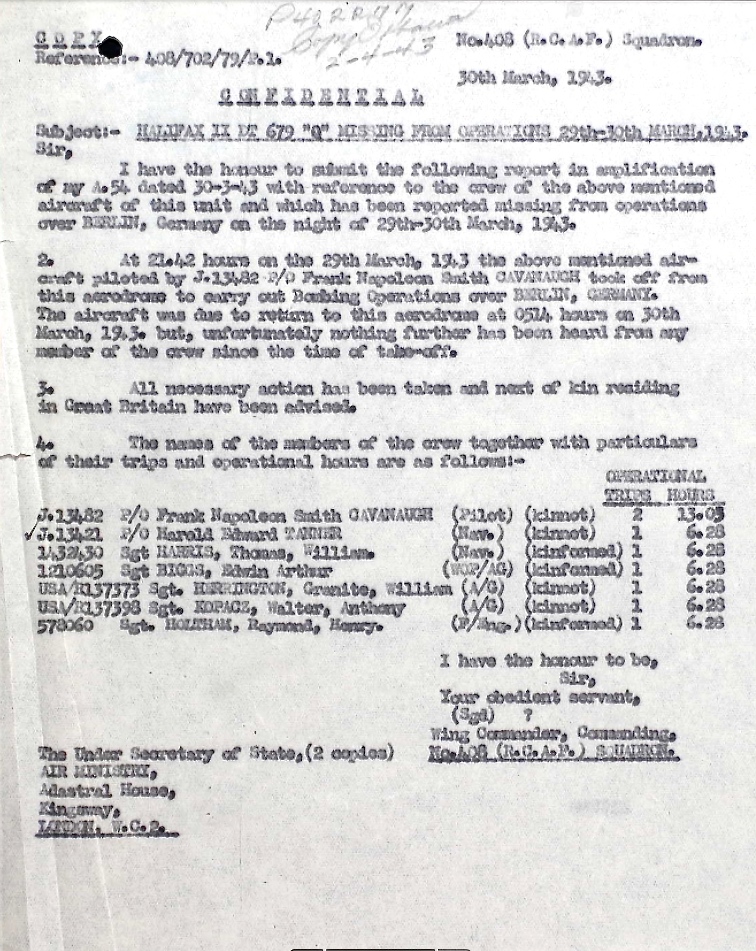 P4822077
Copy Ottawa
2-4-43
COPY
No.408 (R.C.A.F.) Squadron.
Reference:- 408/702/79/P.1.
30th March, 1943.
CONFIDENTIAL
Subject:- HALIFAX II DT 679 "Q" MISSING FROM OPERATIONS 29th-30th MARCH,1943.
Sir,
I have the honour to submit the following report in amplification
of my A.54 dated 30-3-43 with reference to the crew of the above mentioned
aircraft of this unit and which has been reported missing from operations
over BERLIN, Germany on the night of 29th-30th March, 1943.
2. At 21.42 hours on the 29th March, 1943 the above mentioned air-
craft piloted by J.13482 P/O Frank Napoleon Smith CAVANAUGH took off from
this aerodrome to carry out Bombing Operations over BERLIN, GERMANY.
The aircraft was due to return to this aerodrome at 0514 hours on 30th
March, 1943. but, unfortunately nothing further has been heard from any
member of the crew since the time of take-off.
3. All necessary action has been taken and next of kin residing
in Great Britain have been advised.
4. The names of the members of the crew together with particulars
of their trips and operational hours are as follows:-
OPERATIONAL
TRIPS HOURS
J.13482 P/O Frank Napoleon Smith CAVANAUGH (Pilot) (kinnot) 2 13.05
J.13421 P/O Harold Edward TANNER (Nav.) (kinnot) 1 6.28
1432430 Sgt HARRIS, Thomas, William. (Nav.) (kinformed) 1 6.28
1210605 Sgt BIGGS, Edwin Arthur (WOP/AG) (kinformed) 1 6.28
USA/R137373 Sgt. HERRINGTON, Granite, William (A/G) (kinnot) 1 6.28
USA/R137398 Sgt. KOPACZ, Walter, Anthony (A/G) (kinnot) 1 6.28
578060 Sgt. HOLTHAM, Raymond, Henry. (F/Eng.) (kinformed) 1 6.28
I have the honour to be,
Sir,
Your obedient servant,
(Sgd) ?
Wing Commander, Commanding,
No.408 (R.C.A.F.) SQUADRON.
The Under Secretary of State,(2 copies)
AIR MINISTRY,
Adastral House,
Kingsway,
LONDON, W.C.2.